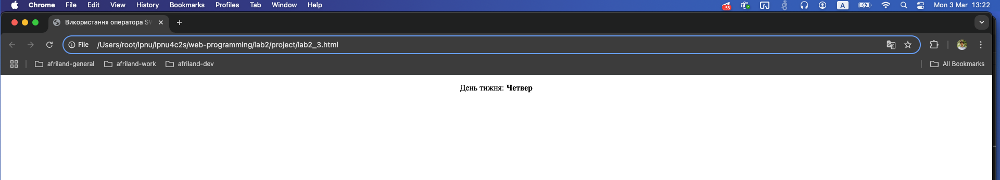 Chrome File Edit View History Bookmarks Profiles Tab Window Help 53 A Mon 3 Mar 13:22
Використання оператора SW
File /Users/root/lpnu/lpnu4c2s/web-programming/lab2/project/lab2_3.html
afriland-general afriland-work afriland-dev All Bookmarks
День тижня: Четвер